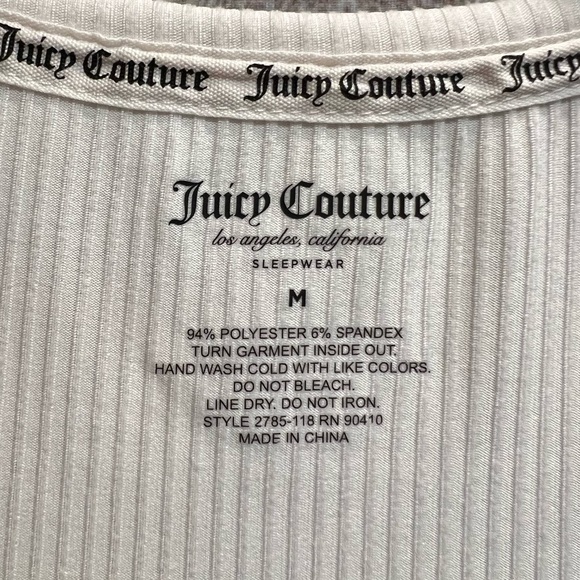 Juicy Couture Juicy Couture Juicy
Juicy Couture
los angeles, california
SLEEPWEAR
M
94% POLYESTER 6% SPANDEX
TURN GARMENT INSIDE OUT.
HAND WASH COLD WITH LIKE COLORS.
DO NOT BLEACH.
LINE DRY. DO NOT IRON.
STYLE 2785-118 RN 90410
MADE IN CHINA